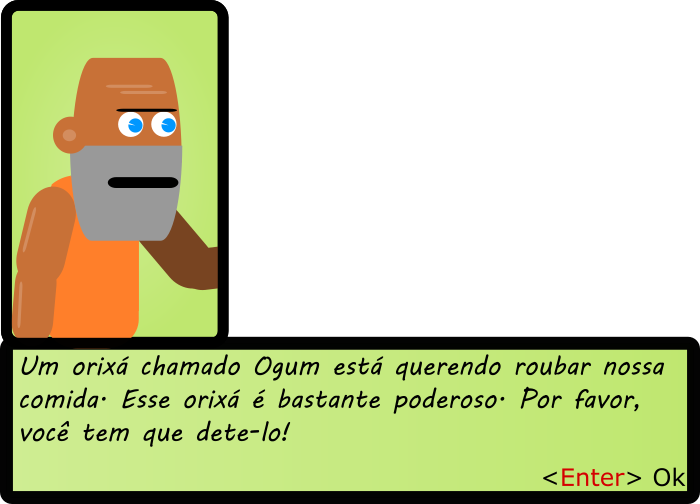 Um orixá chamado Ogum está querendo roubar nossa
comida. Esse orixá é bastante poderoso. Por favor,
você tem que dete-lo!
<Enter> Ok